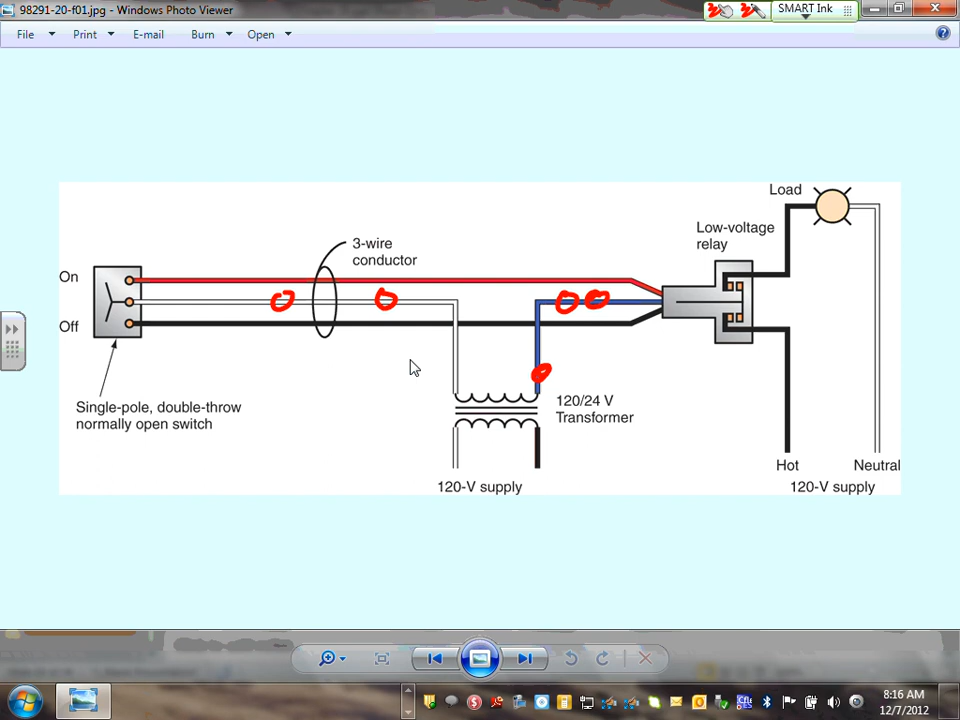 98291-20-f01.jpg - Windows Photo Viewer
SMART Ink
File Print E-mail Burn Open
Load
Low-voltage
relay
3-wire
conductor
On
Off
Single-pole, double-throw
normally open switch
120/24 V
Transformer
120-V supply
Hot Neutral
120-V supply
8:16 AM
12/7/2012